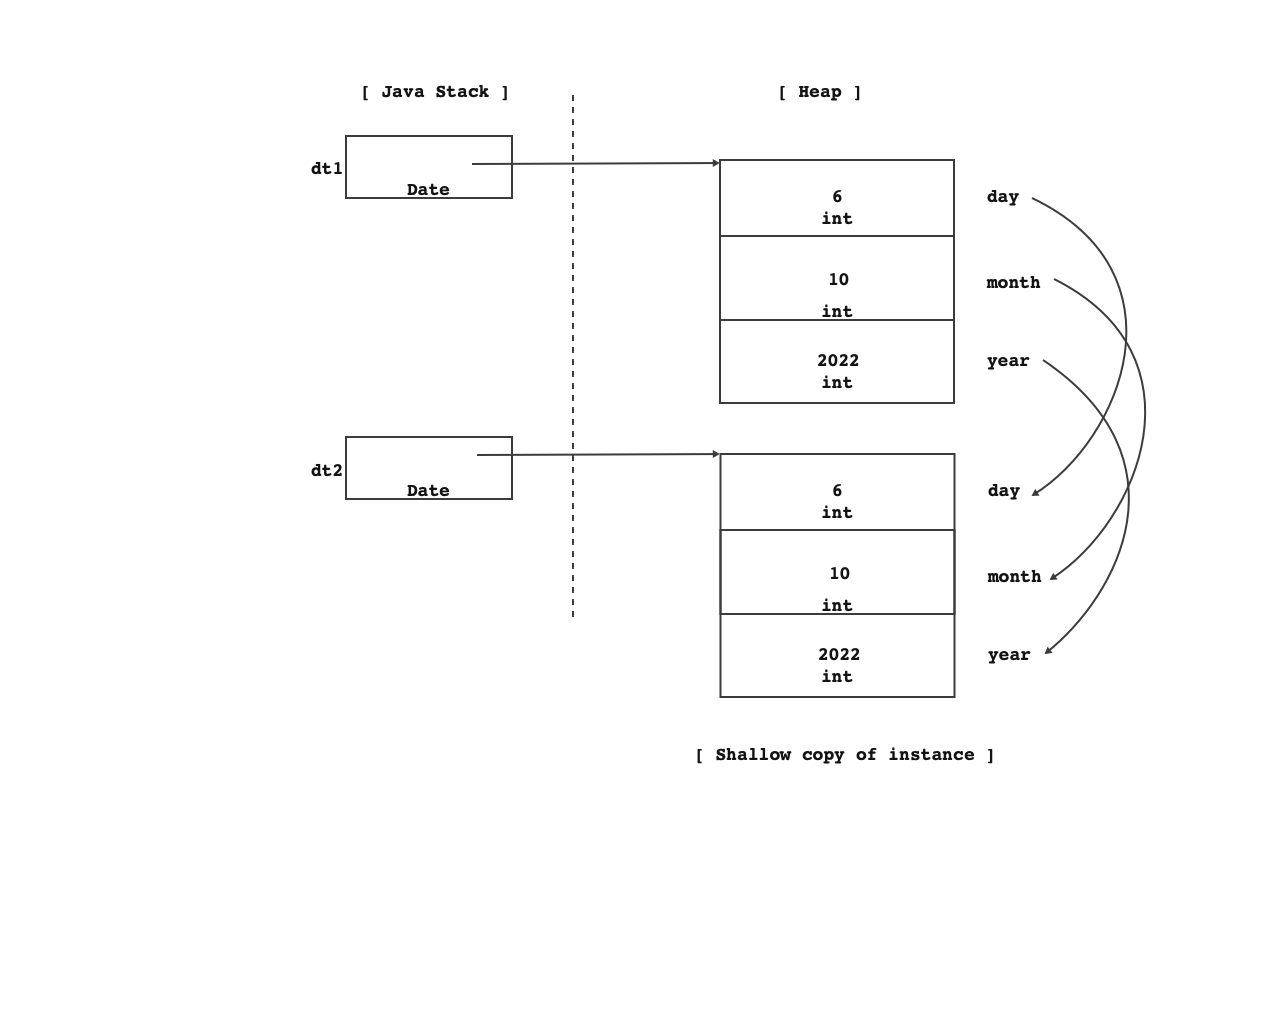 [ Java Stack ]
[ Heap ]
dt1
Date
6
int
day
10
int
month
2022
int
year
dt2
Date
6
int
day
10
int
month
2022
int
year
[ Shallow copy of instance ]